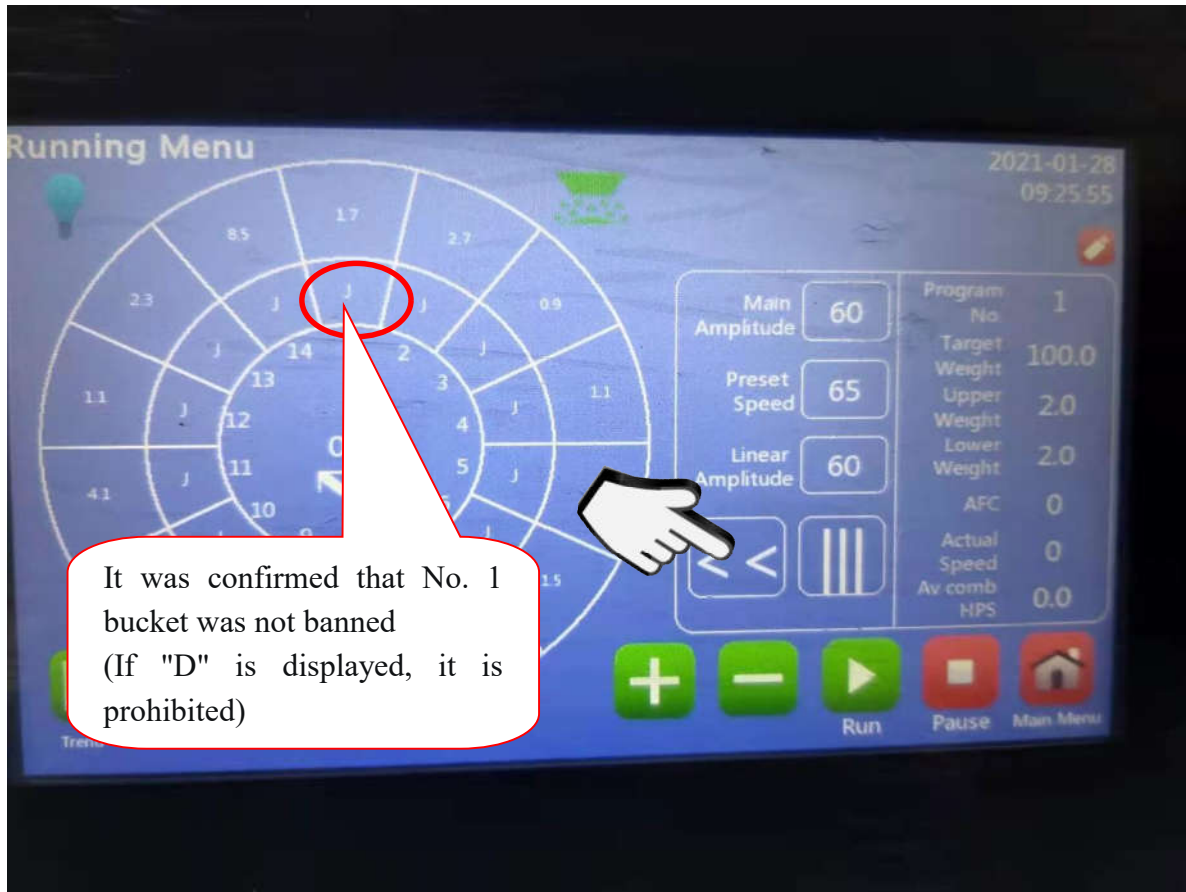 Running Menu
2021-01-28
09:25:55
1.7
8.5
2.7
2.3
0.9
1.1
1.1
4.1
1.5
J
J
J
J
J
J
J
J
J
J
14
2
13
3
12
4
11
5
10
Main
Amplitude
60
Preset
Speed
65
Linear
Amplitude
60
< <
Program
No.
1
Target
Weight
100.0
Upper
Weight
2.0
Lower
Weight
2.0
AFC
0
Actual
Speed
0
Av comb
HPS
0.0
It was confirmed that No. 1
bucket was not banned
(If "D" is displayed, it is
prohibited)
+
−
Run
Pause
Main Menu